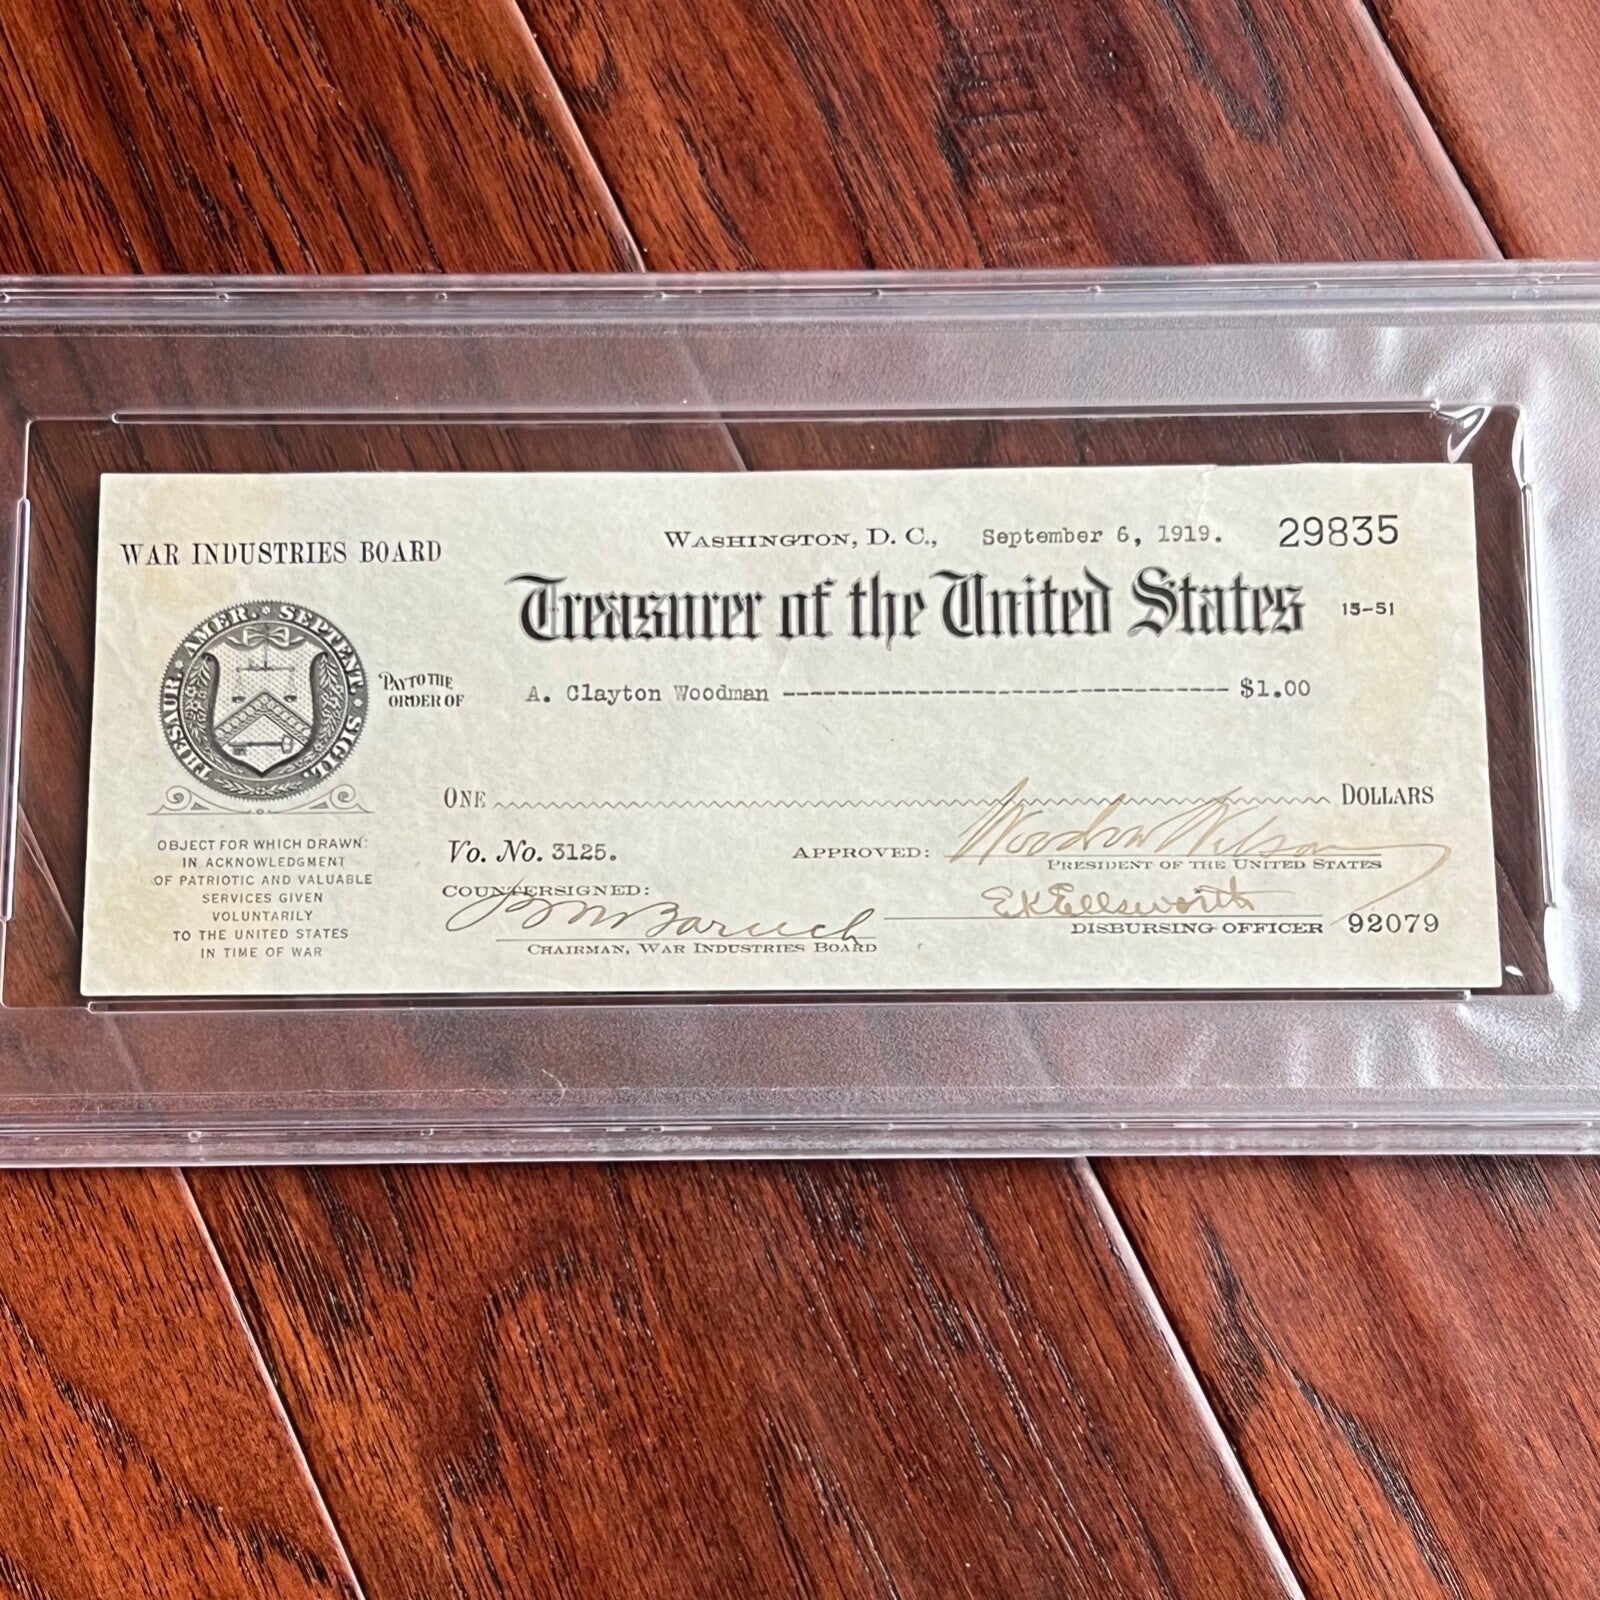 WAR INDUSTRIES BOARD
WASHINGTON, D. C., September 6, 1919. 29835
Treasurer of the United States 15-51
THESAUR. AMER. SEPTENT. SIGIL.
PAY TO THE
ORDER OF A. Clayton Woodman -------------------------------- $1.00
ONE DOLLARS
OBJECT FOR WHICH DRAWN:
IN ACKNOWLEDGMENT
OF PATRIOTIC AND VALUABLE
SERVICES GIVEN
VOLUNTARILY
TO THE UNITED STATES
IN TIME OF WAR
Vo. No. 3125.
APPROVED: Woodrow Wilson
PRESIDENT OF THE UNITED STATES
COUNTERSIGNED:
B M Baruch
CHAIRMAN, WAR INDUSTRIES BOARD
E K Ellsworth
DISBURSING OFFICER 92079